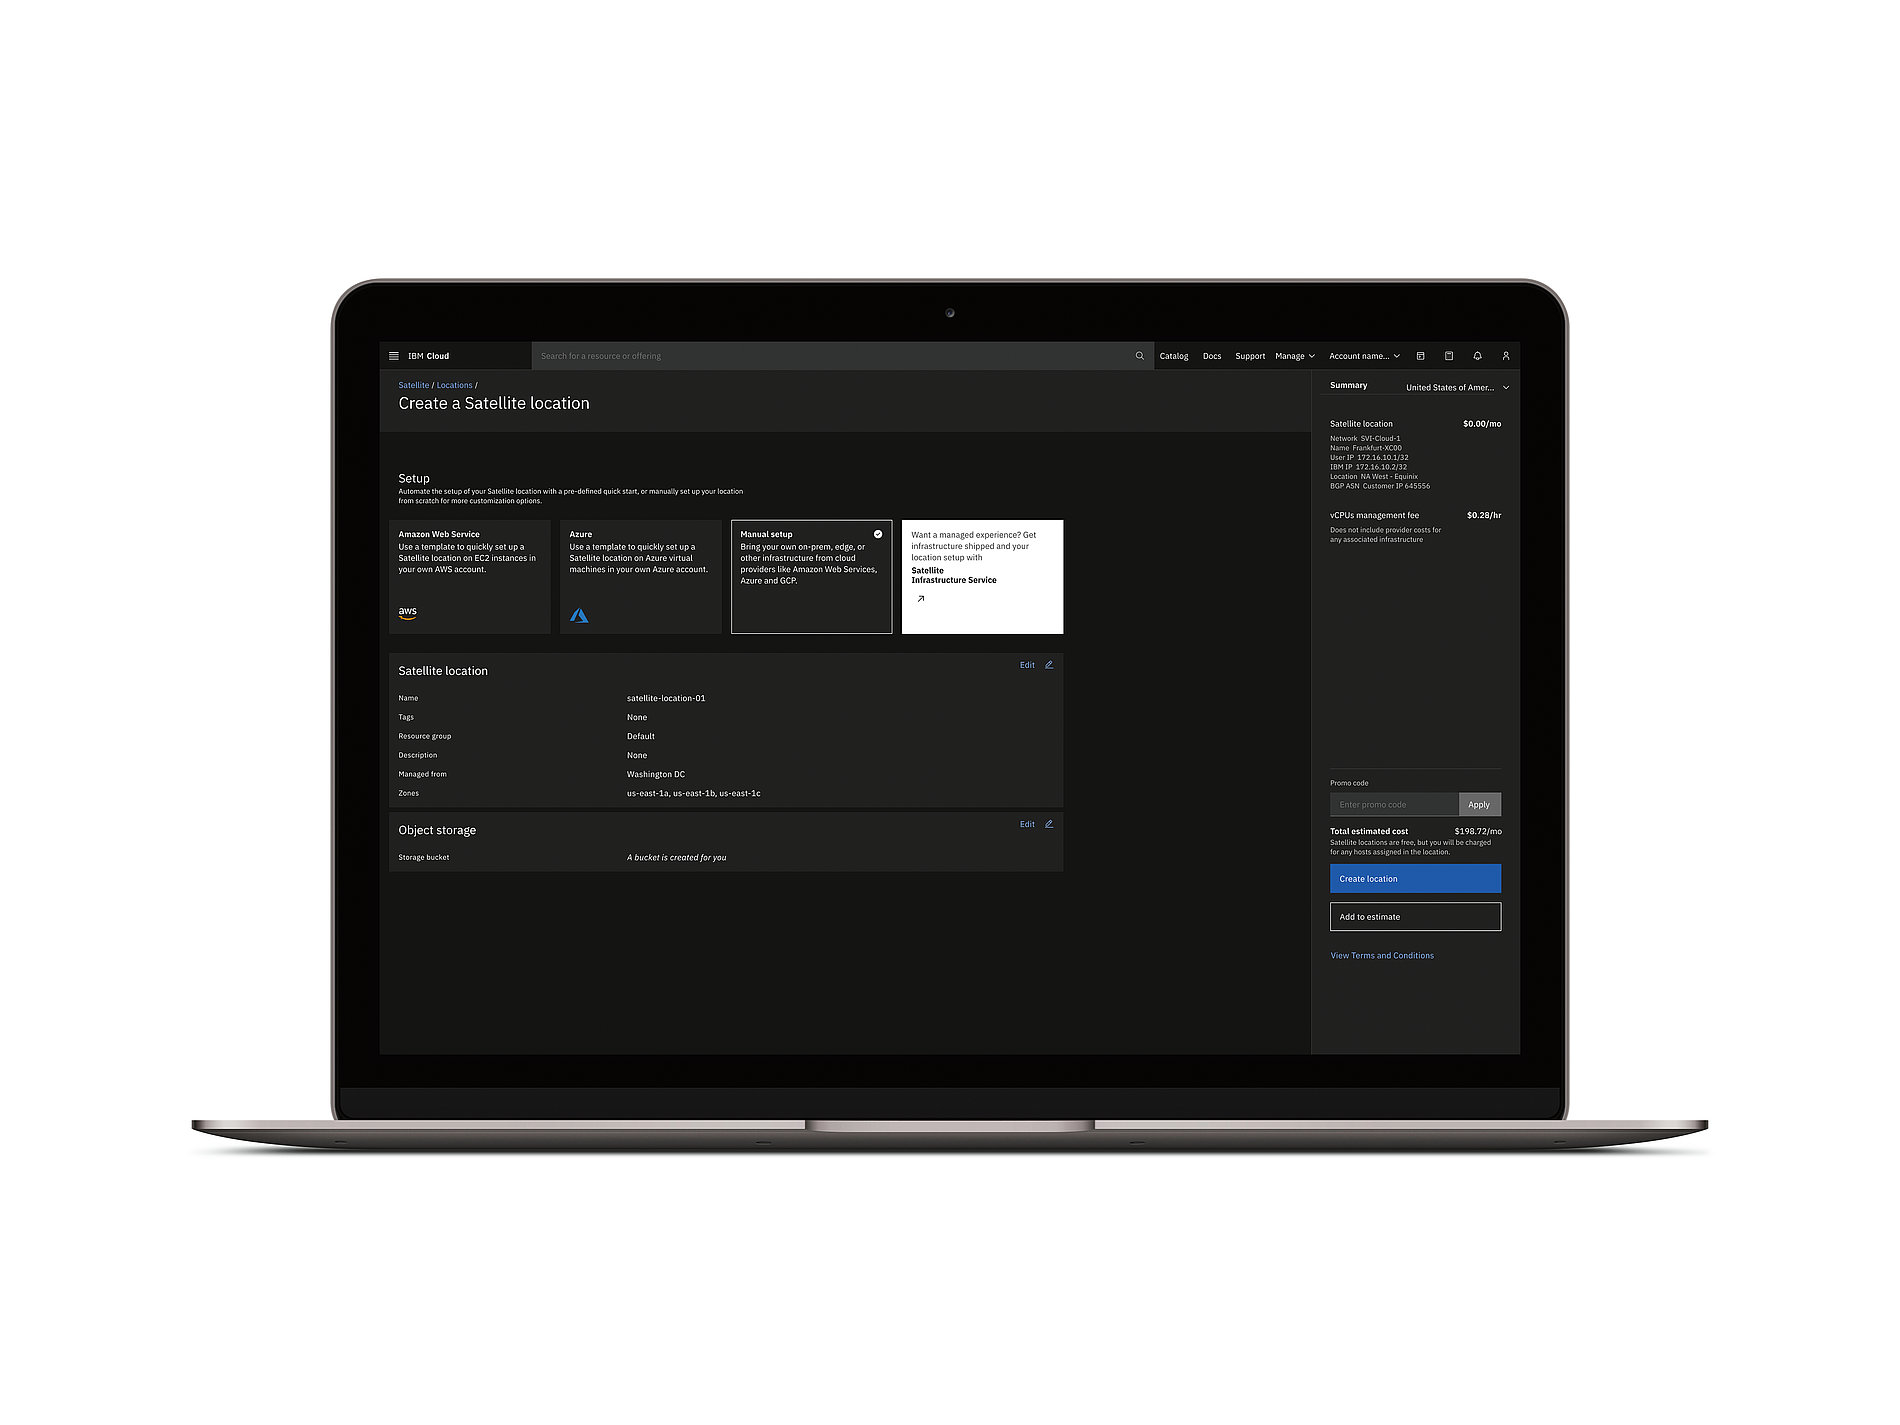 IBM Cloud
Search for a resource or offering
Catalog
Docs
Support
Manage
Account name...
Satellite / Locations /
Create a Satellite location
Setup
Automate the setup of your Satellite location with a pre-defined quick start, or manually set up your location
from scratch for more customization options.
Amazon Web Service
Use a template to quickly set up a
Satellite location on EC2 instances in
your own AWS account.
aws
Azure
Use a template to quickly set up a
Satellite location on Azure virtual
machines in your own Azure account.
Manual setup
Bring your own on-prem, edge, or
other infrastructure from cloud
providers like Amazon Web Services,
Azure and GCP.
Want a managed experience? Get
infrastructure shipped and your
location setup with
Satellite
Infrastructure Service
Satellite location
Edit
Name satellite-location-01
Tags None
Resource group Default
Description None
Managed from Washington DC
Zones us-east-1a, us-east-1b, us-east-1c
Object storage
Edit
Storage bucket A bucket is created for you
Summary
United States of Amer...
Satellite location $0.00/mo
Network SVI-Cloud-1
Name Frankfurt-XC00
User IP 172.16.10.1/32
IBM IP 172.16.10.2/32
Location NA West - Equinix
BGP ASN Customer IP 645556
vCPUs management fee $0.28/hr
Does not include provider costs for
any associated infrastructure
Promo code
Enter promo code
Apply
Total estimated cost $198.72/mo
Satellite locations are free, but you will be charged
for any hosts assigned in the location.
Create location
Add to estimate
View Terms and Conditions